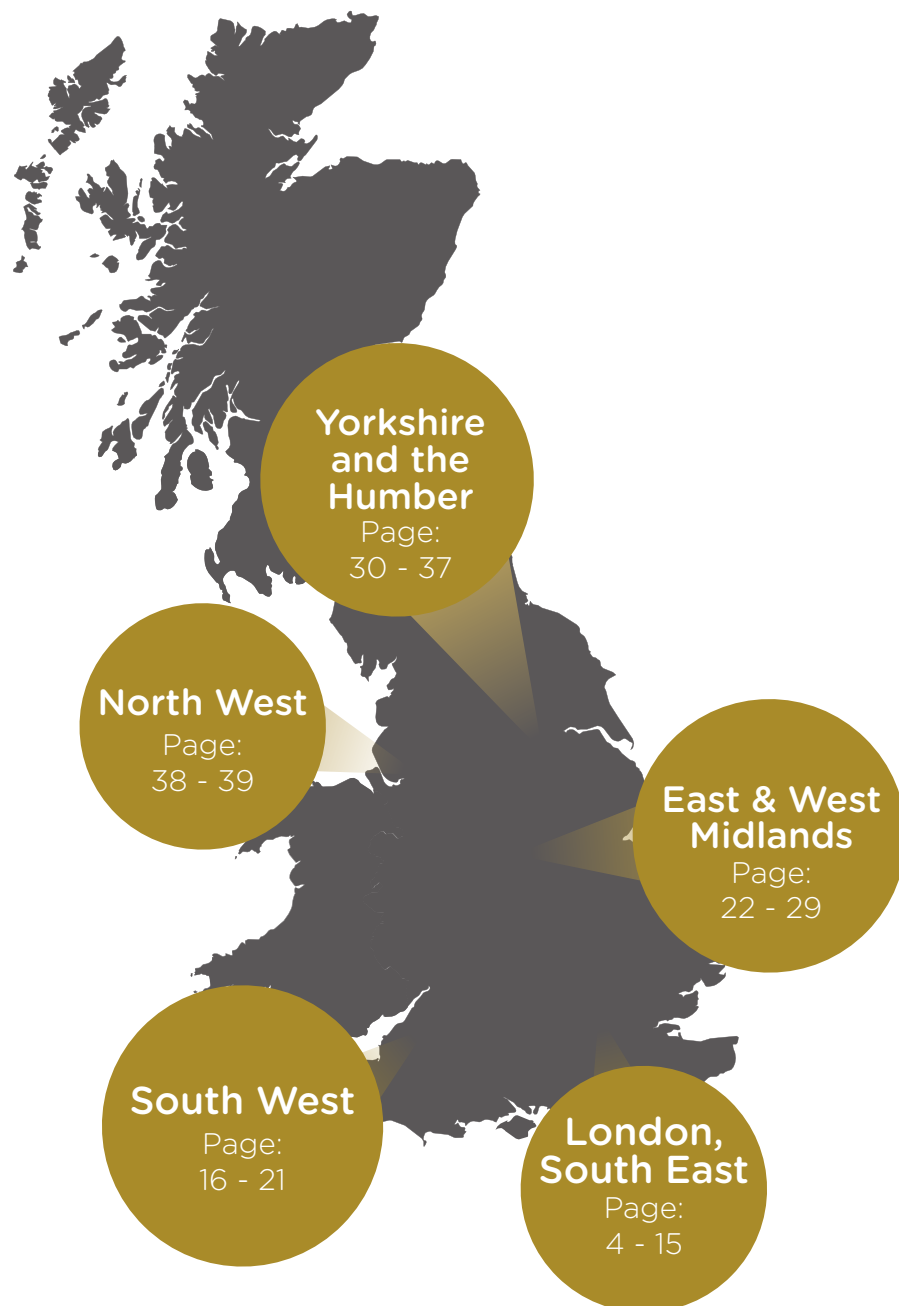 Yorkshire
and the
Humber
Page:
30 - 37
North West
Page:
38 - 39
East & West
Midlands
Page:
22 - 29
South West
Page:
16 - 21
London,
South East
Page:
4 - 15